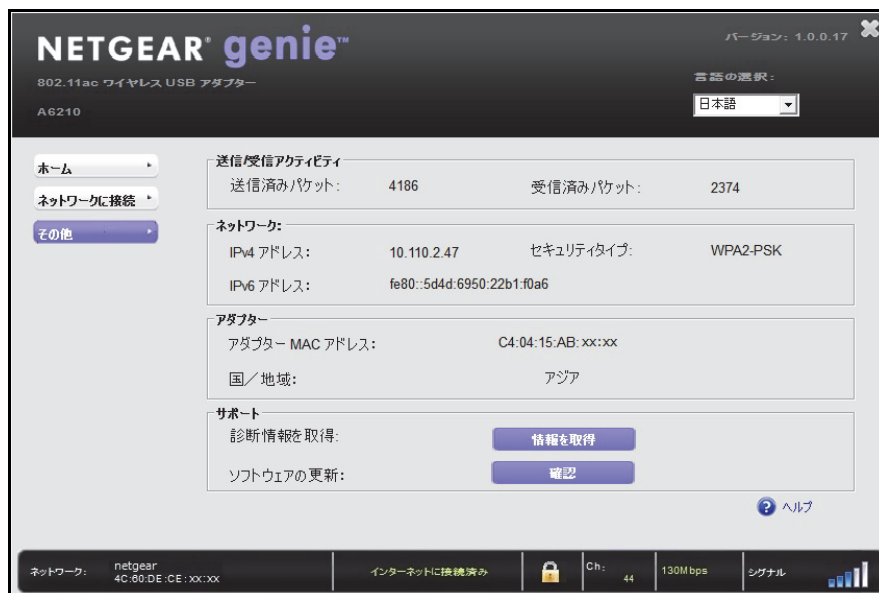 NETGEAR® genie™
バージョン: 1.0.0.17
802.11ac ワイヤレス USB アダプター
言語の選択:
A6210
日本語
ホーム
ネットワークに接続
その他
送信/受信アクティビティ
送信済みパケット: 4186 受信済みパケット: 2374
ネットワーク:
IPv4 アドレス: 10.110.2.47 セキュリティタイプ: WPA2-PSK
IPv6 アドレス: fe80::5d4d:6950:22b1:f0a6
アダプター
アダプター MAC アドレス: C4:04:15:AB:xx:xx
国／地域: アジア
サポート
診断情報を取得: 情報を取得
ソフトウェアの更新: 確認
? ヘルプ
ネットワーク: netgear
4C:60:DE:CE:xx:xx
インターネットに接続済み
Ch: 44
130Mbps
シグナル